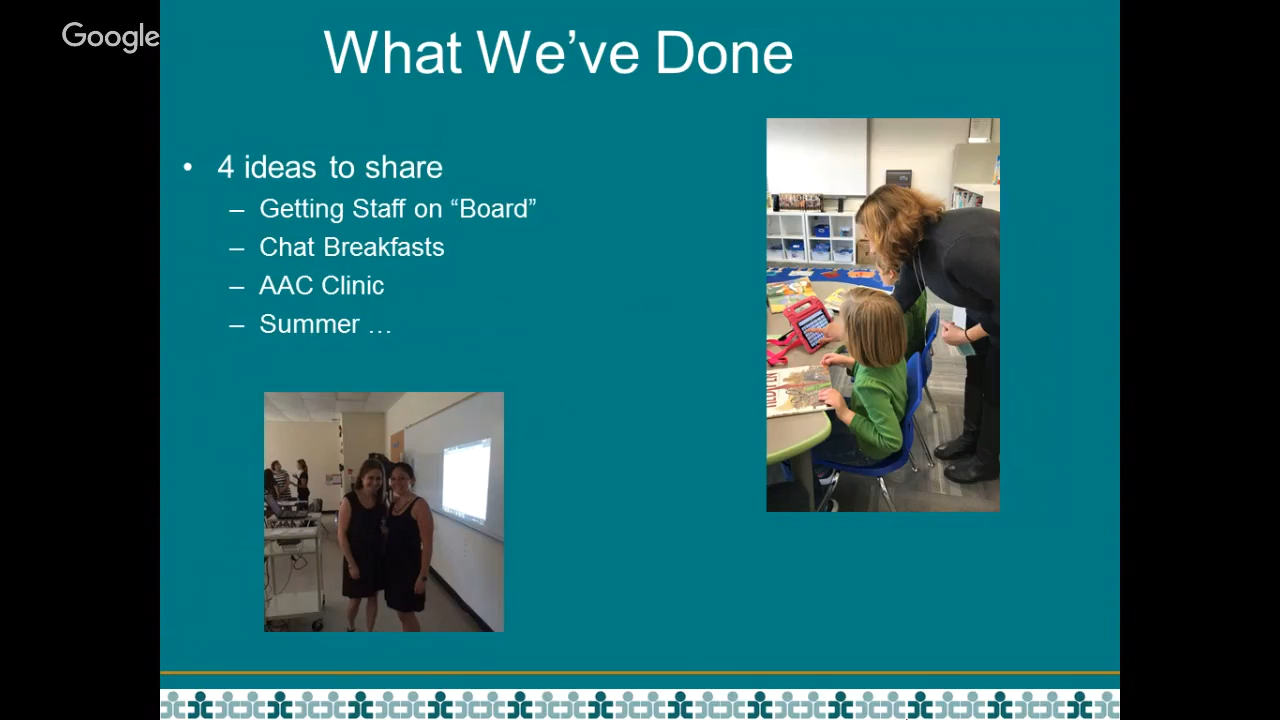 Google
What We’ve Done
• 4 ideas to share
– Getting Staff on “Board”
– Chat Breakfasts
– AAC Clinic
– Summer …